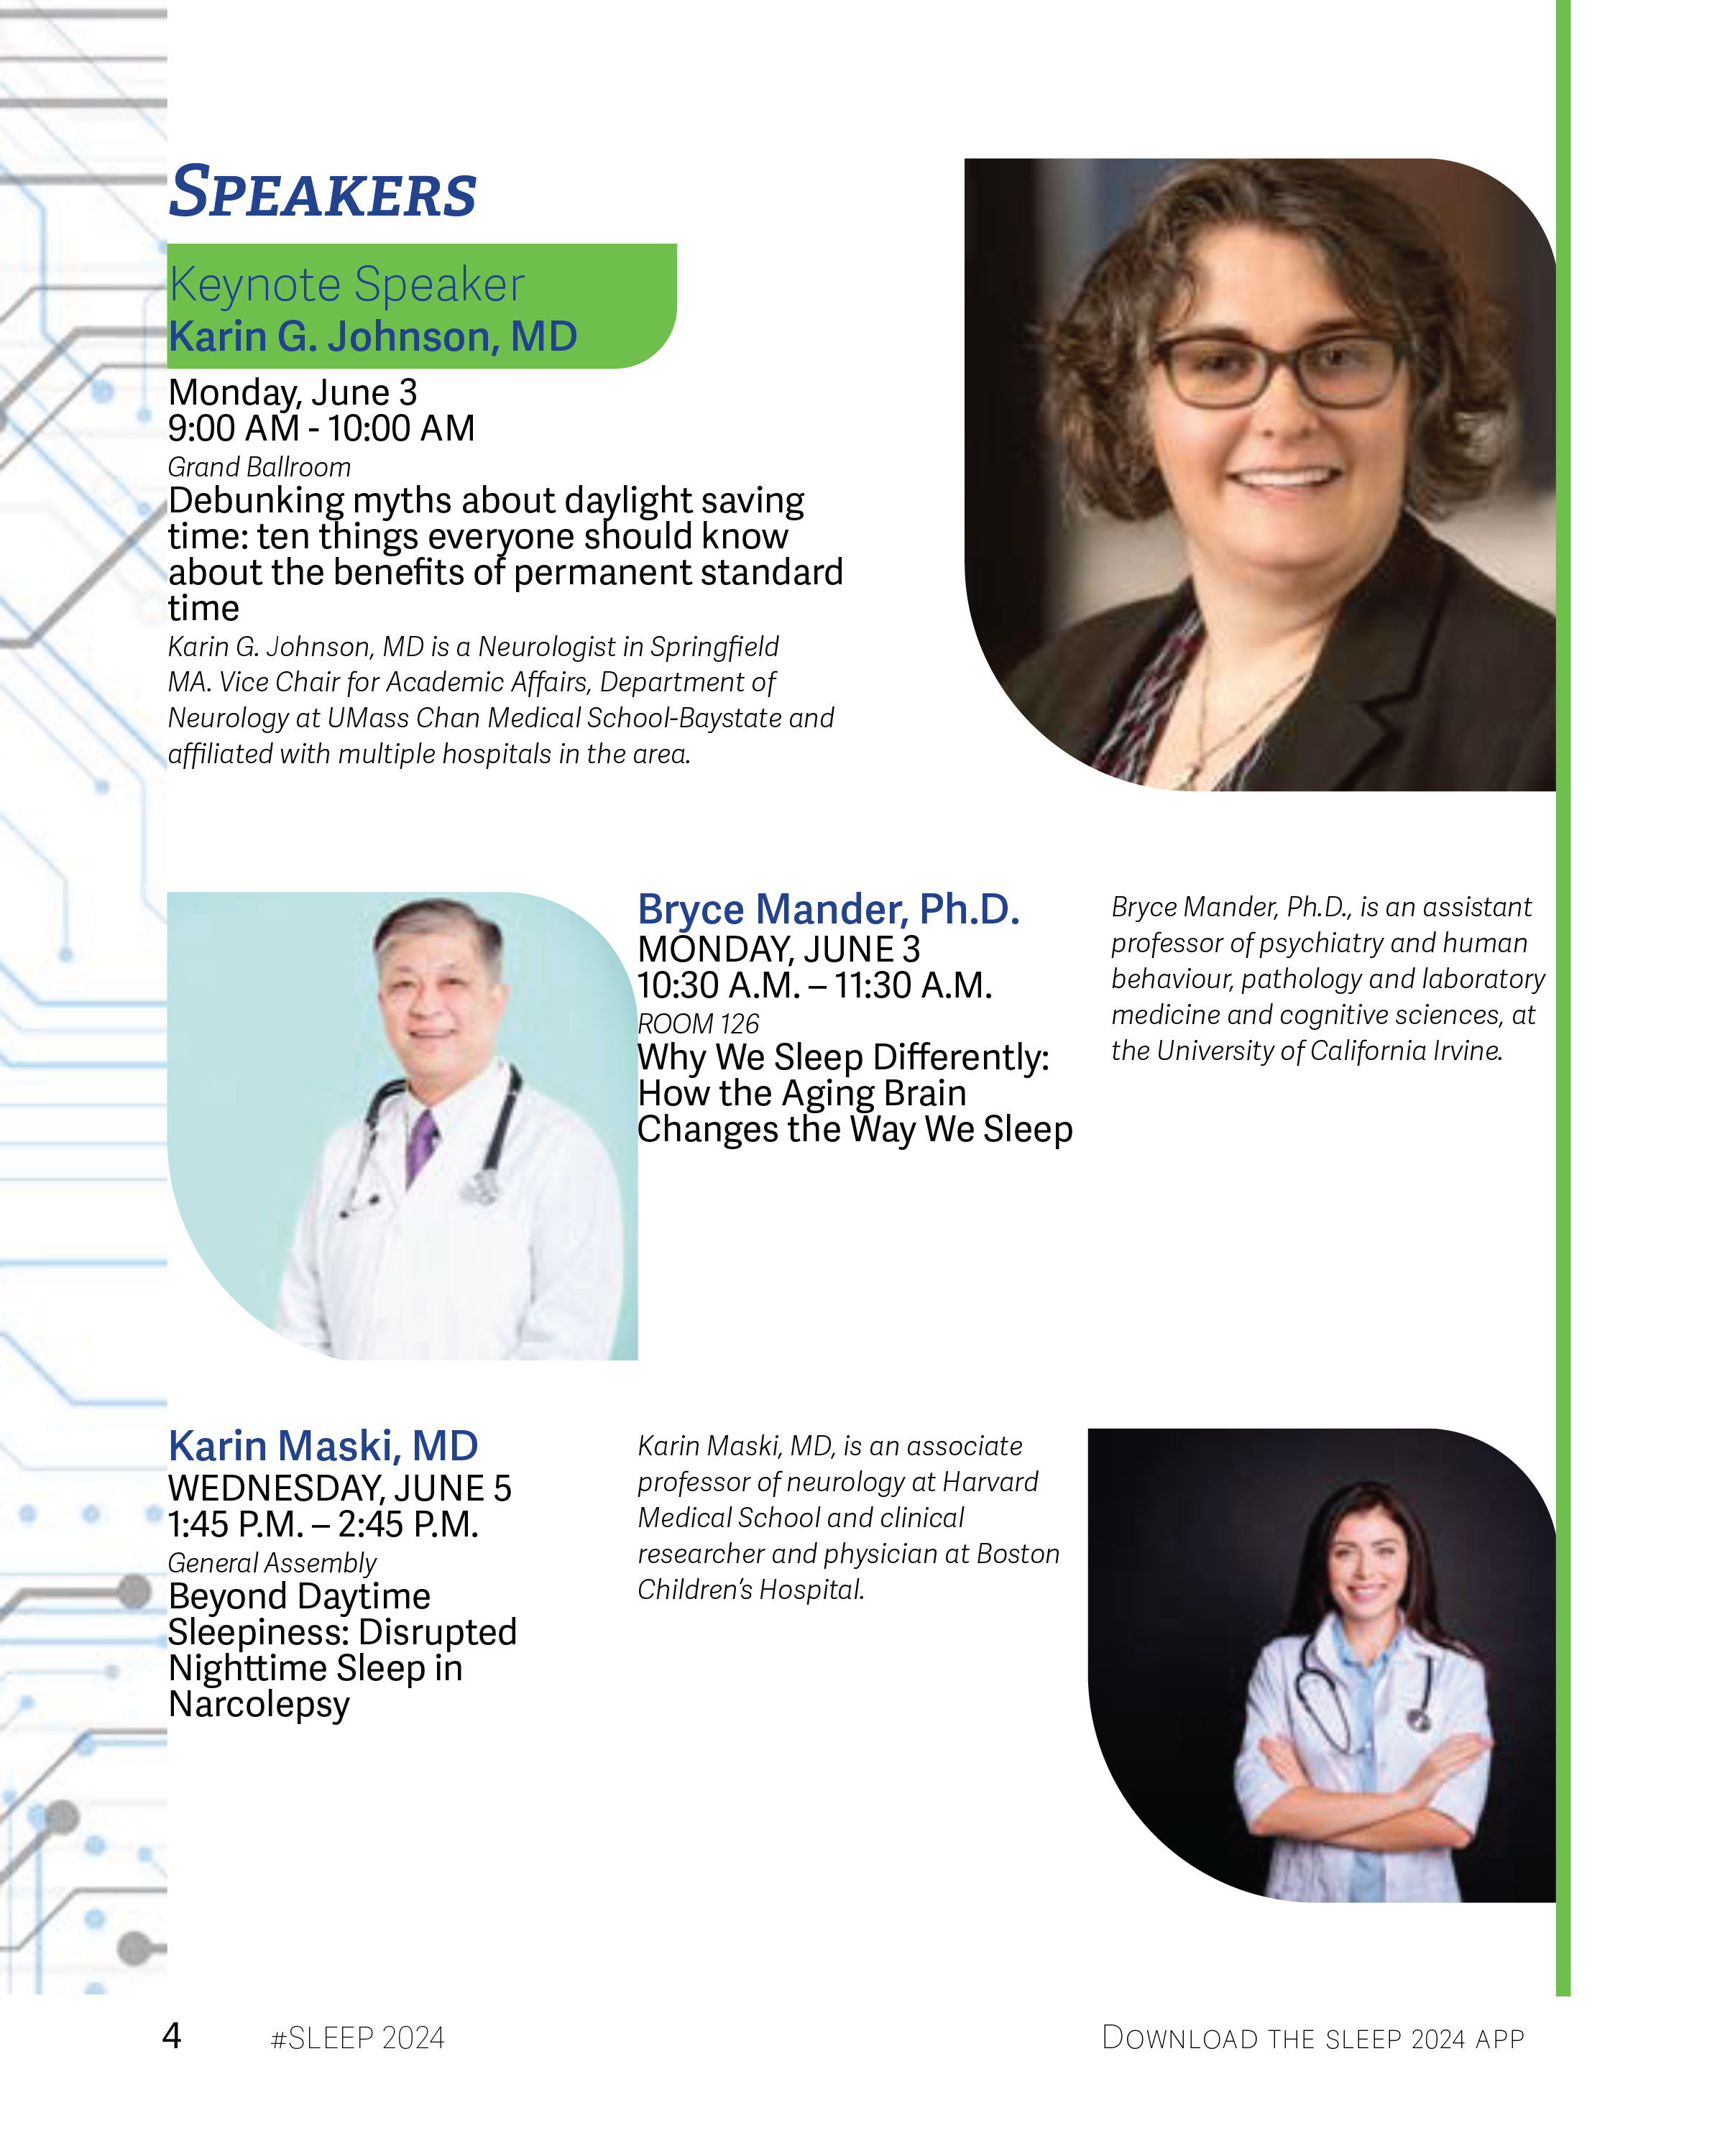 SPEAKERS
Keynote Speaker
Karin G. Johnson, MD
Monday, June 3
9:00 AM - 10:00 AM
Grand Ballroom
Debunking myths about daylight saving
time: ten things everyone should know
about the benefits of permanent standard
time
Karin G. Johnson, MD is a Neurologist in Springfield
MA. Vice Chair for Academic Affairs, Department of
Neurology at UMass Chan Medical School-Baystate and
affiliated with multiple hospitals in the area.
Bryce Mander, Ph.D.
MONDAY, JUNE 3
10:30 A.M. – 11:30 A.M.
ROOM 126
Why We Sleep Differently:
How the Aging Brain
Changes the Way We Sleep
Bryce Mander, Ph.D., is an assistant
professor of psychiatry and human
behaviour, pathology and laboratory
medicine and cognitive sciences, at
the University of California Irvine.
Karin Maski, MD
WEDNESDAY, JUNE 5
1:45 P.M. – 2:45 P.M.
General Assembly
Beyond Daytime
Sleepiness: Disrupted
Nighttime Sleep in
Narcolepsy
Karin Maski, MD, is an associate
professor of neurology at Harvard
Medical School and clinical
researcher and physician at Boston
Children’s Hospital.
4 #SLEEP 2024
DOWNLOAD THE SLEEP 2024 APP